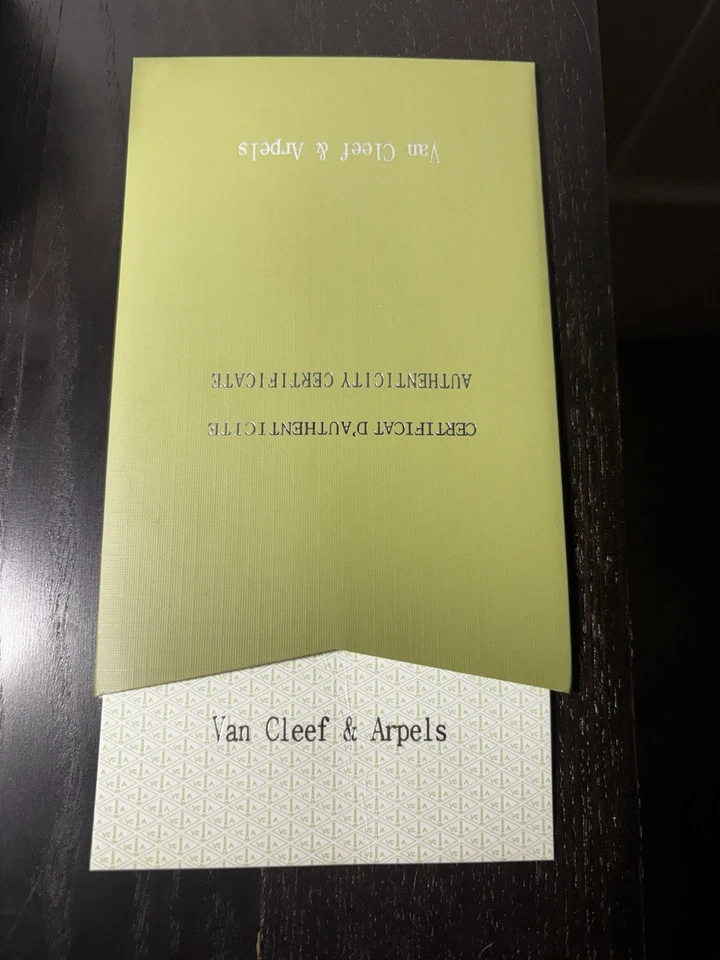 Van Cleef & Arpels
AUTHENTICITY CERTIFICATE
CERTIFICAT D'AUTHENTICITE
Van Cleef & Arpels